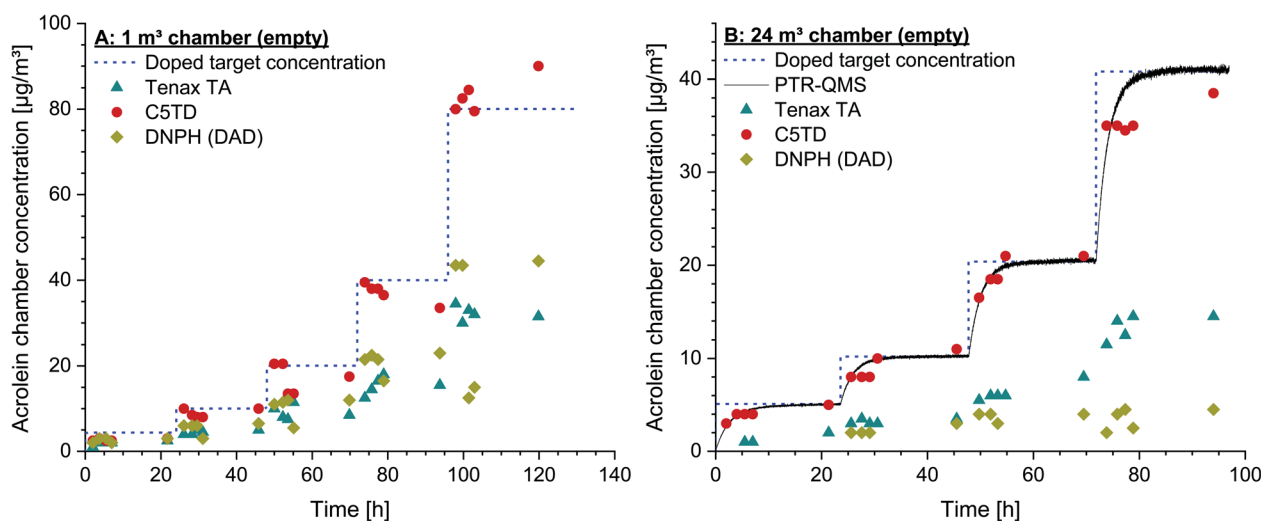 A: 1 m³ chamber (empty)
Doped target concentration
Tenax TA
C5TD
DNPH (DAD)
Acrolein chamber concentration [µg/m³]
100
80
60
40
20
0
0 20 40 60 80 100 120 140
Time [h]
B: 24 m³ chamber (empty)
Doped target concentration
PTR-QMS
Tenax TA
C5TD
DNPH (DAD)
Acrolein chamber concentration [µg/m³]
40
30
20
10
0
0 20 40 60 80 100
Time [h]